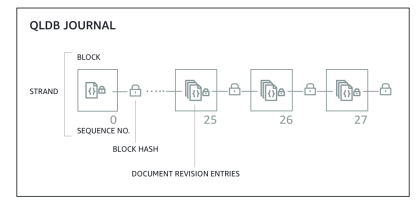 QLDB JOURNAL
BLOCK
STRAND
0
25
26
27
SEQUENCE NO.
BLOCK HASH
DOCUMENT REVISION ENTRIES